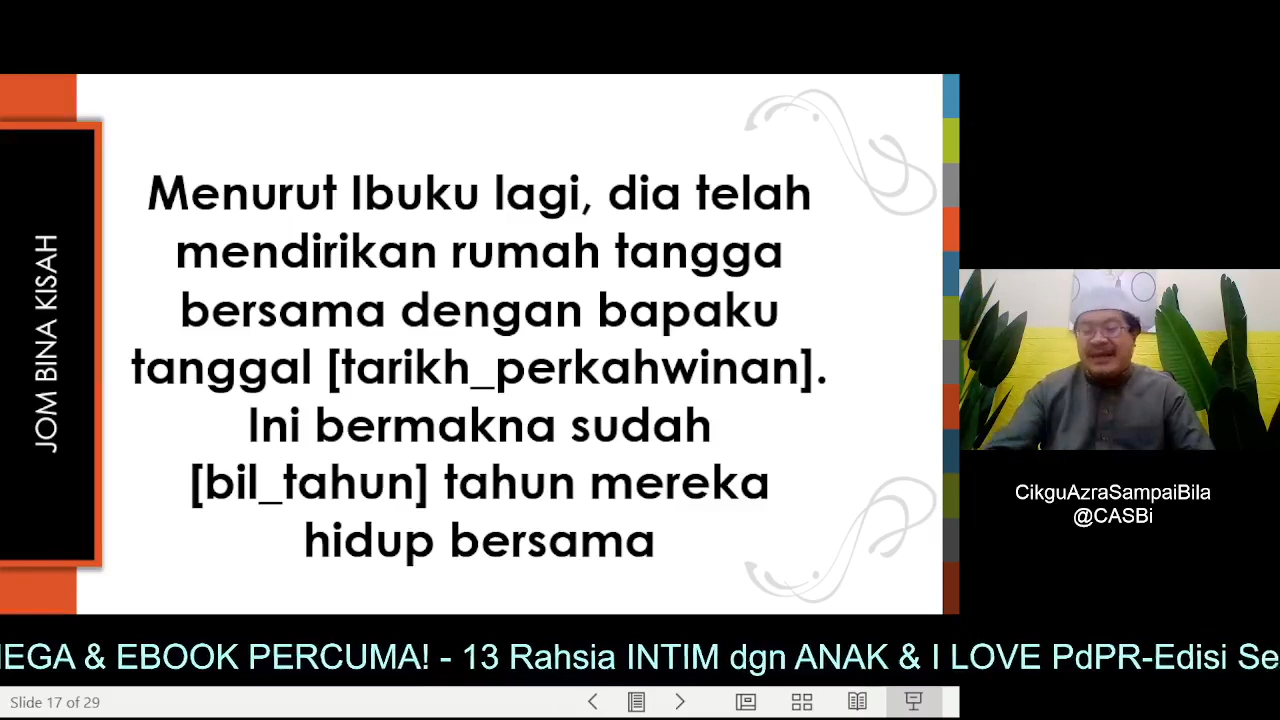 JOM BINA KISAH
Menurut Ibuku lagi, dia telah
mendirikan rumah tangga
bersama dengan bapaku
tanggal [tarikh_perkahwinan].
Ini bermakna sudah
[bil_tahun] tahun mereka
hidup bersama
CikguAzraSampaiBila
@CASBi
& EBOOK PERCUMA! - 13 Rahsia INTIM dgn ANAK & I LOVE PdPR-Edisi
Slide 17 of 29